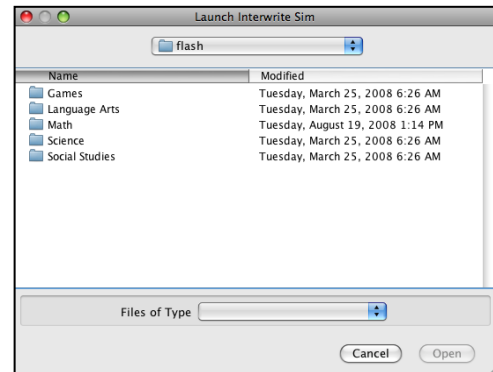 Launch Interwrite Sim
flash
Name Modified
Games Tuesday, March 25, 2008 6:26 AM
Language Arts Tuesday, March 25, 2008 6:26 AM
Math Tuesday, August 19, 2008 1:14 PM
Science Tuesday, March 25, 2008 6:26 AM
Social Studies Tuesday, March 25, 2008 6:26 AM
Files of Type
Cancel Open